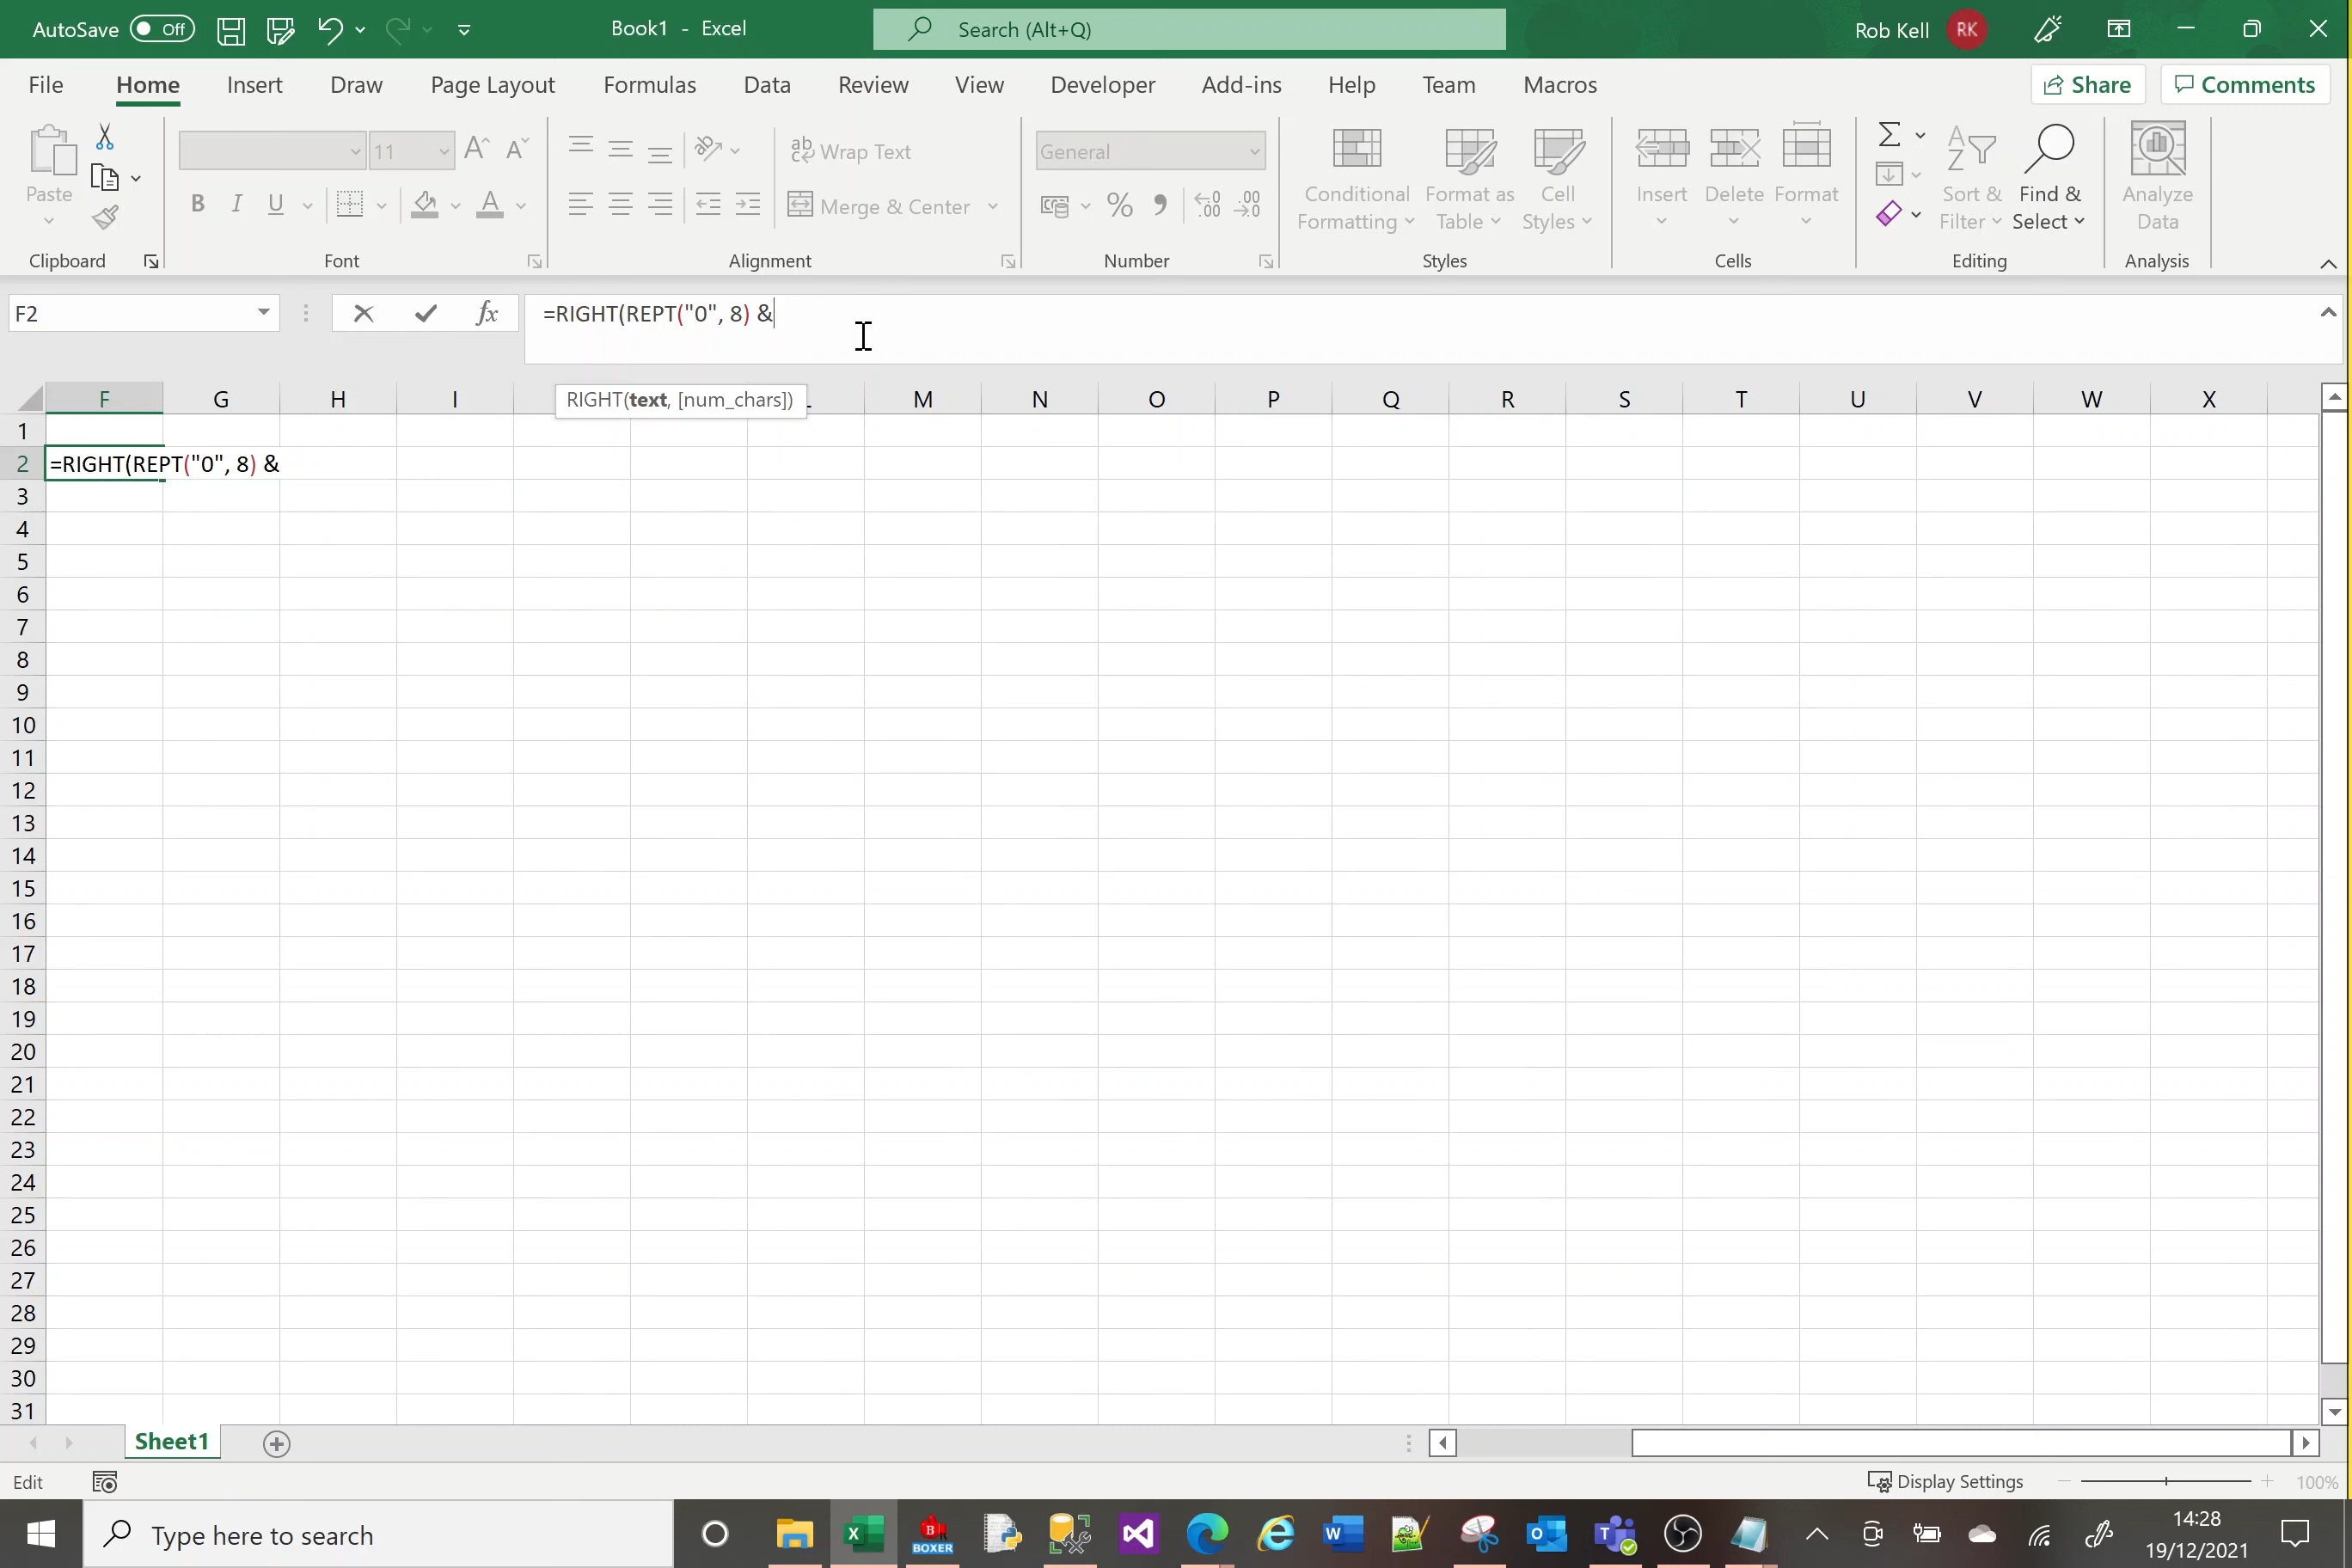 AutoSave Off Book1 - Excel Search (Alt+Q) Rob Kell RK
File Home Insert Draw Page Layout Formulas Data Review View Developer Add-ins Help Team Macros Share Comments
Paste
11
Wrap Text
Merge & Center
General
Conditional Formatting
Format as Table
Cell Styles
Insert
Delete
Format
Sort & Filter
Find & Select
Analyze Data
Clipboard Font Alignment Number Styles Cells Editing Analysis
F2 fx =RIGHT(REPT("0", 8) &
RIGHT(text, [num_chars])
F G H I M N O P Q R S T U V W X
1
2 =RIGHT(REPT("0", 8) &
3
4
5
6
7
8
9
10
11
12
13
14
15
16
17
18
19
20
21
22
23
24
25
26
27
28
29
30
31
Sheet1
Edit Display Settings 100%
Type here to search BOXER 14:28
19/12/2021